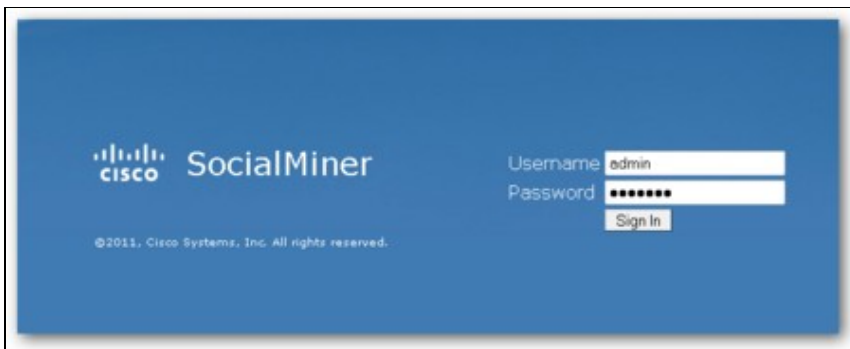 CISCO SocialMiner
Username admin
Password •••••••
Sign In
©2011, Cisco Systems, Inc. All rights reserved.